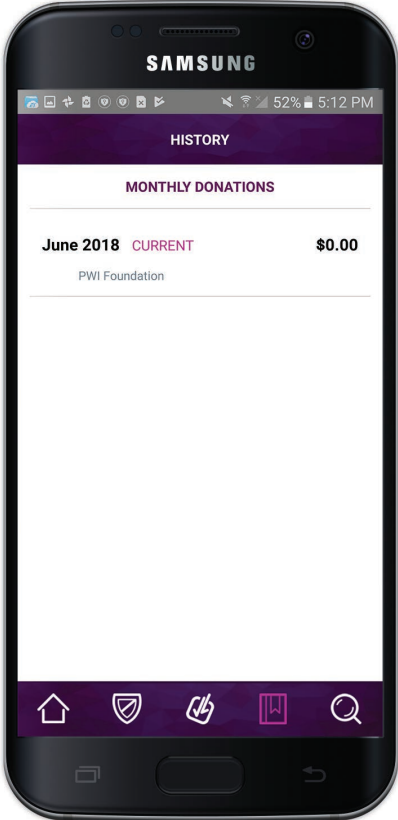 SAMSUNG
52% 5:12 PM
HISTORY
MONTHLY DONATIONS
June 2018 CURRENT $0.00
PWI Foundation